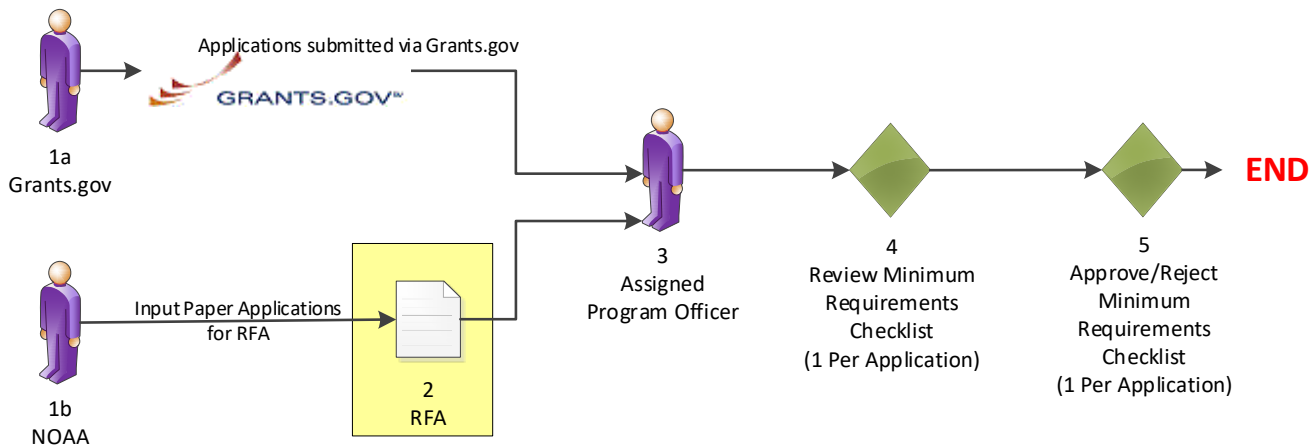 Applications submitted via Grants.gov
GRANTS.GOV℠
1a
Grants.gov
Input Paper Applications
for RFA
1b
NOAA
2
RFA
3
Assigned
Program Officer
4
Review Minimum
Requirements
Checklist
(1 Per Application)
5
Approve/Reject
Minimum
Requirements
Checklist
(1 Per Application)
END